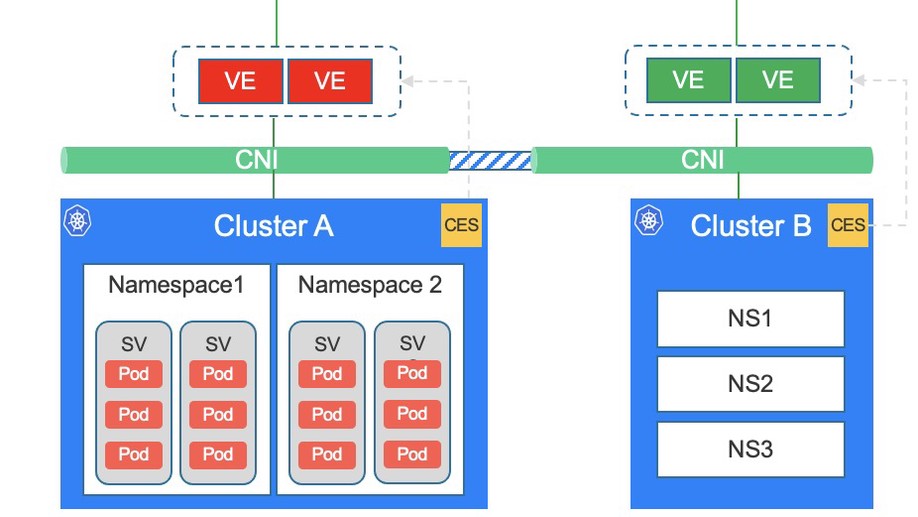 VE VE
VE VE
CNI
CNI
Cluster A
CES
Cluster B
CES
Namespace1
Namespace 2
SV
SV
SV
SV
Pod
Pod
Pod
Pod
Pod
Pod
Pod
Pod
Pod
Pod
Pod
Pod
NS1
NS2
NS3